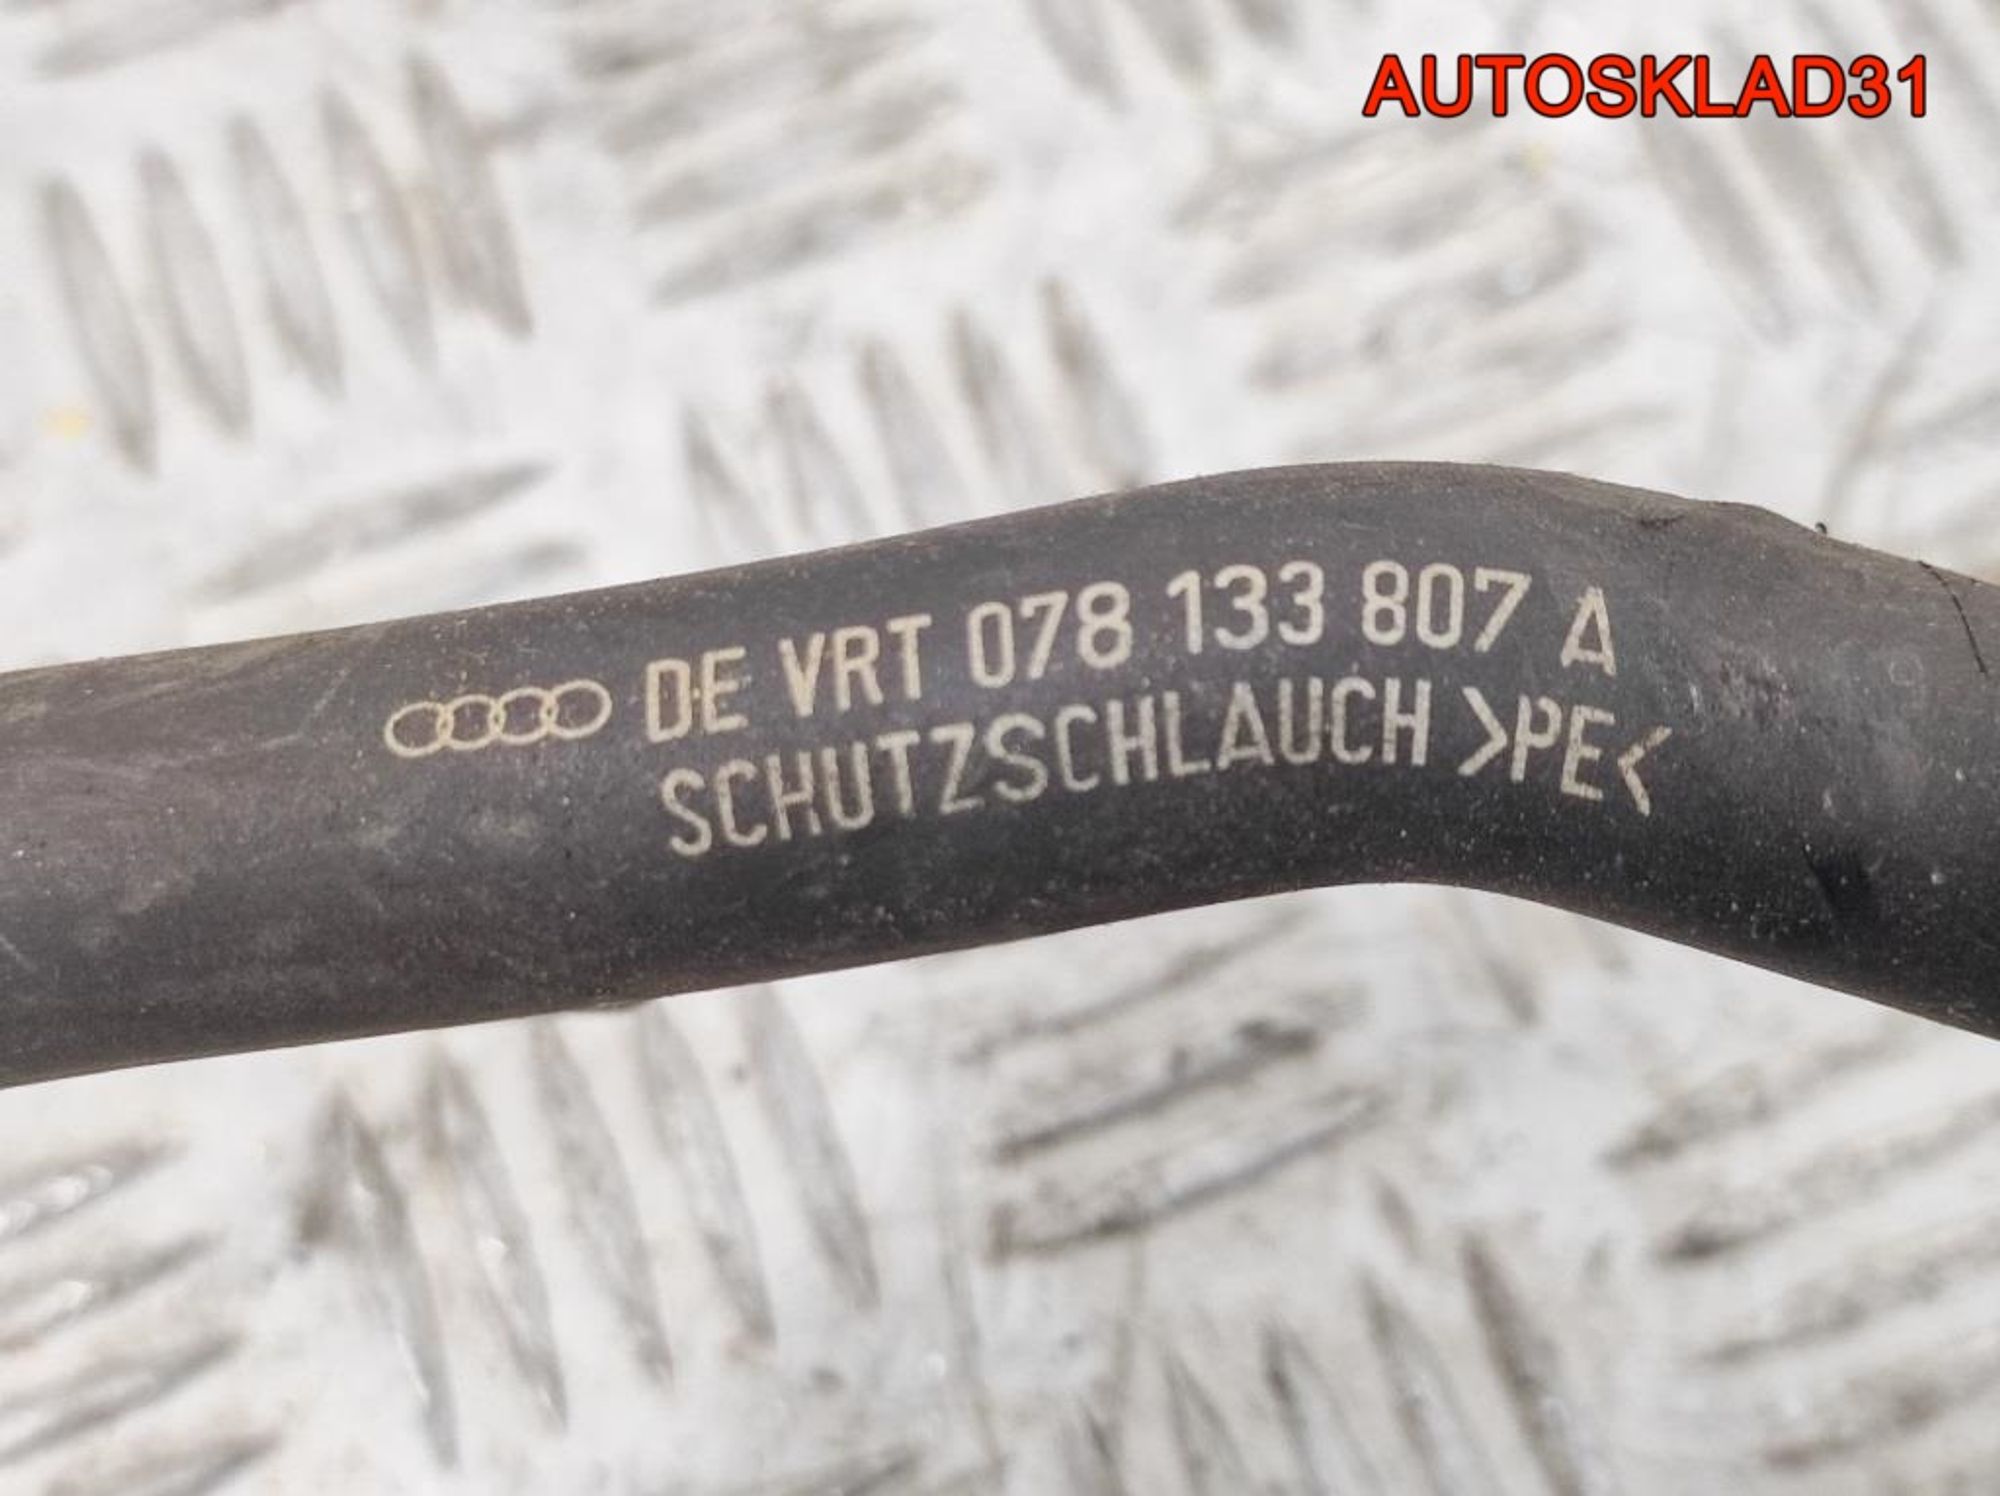 AUTOSKLAD31
DE VRT 078 133 807 A
SCHUTZSCHLAUCH >PE<